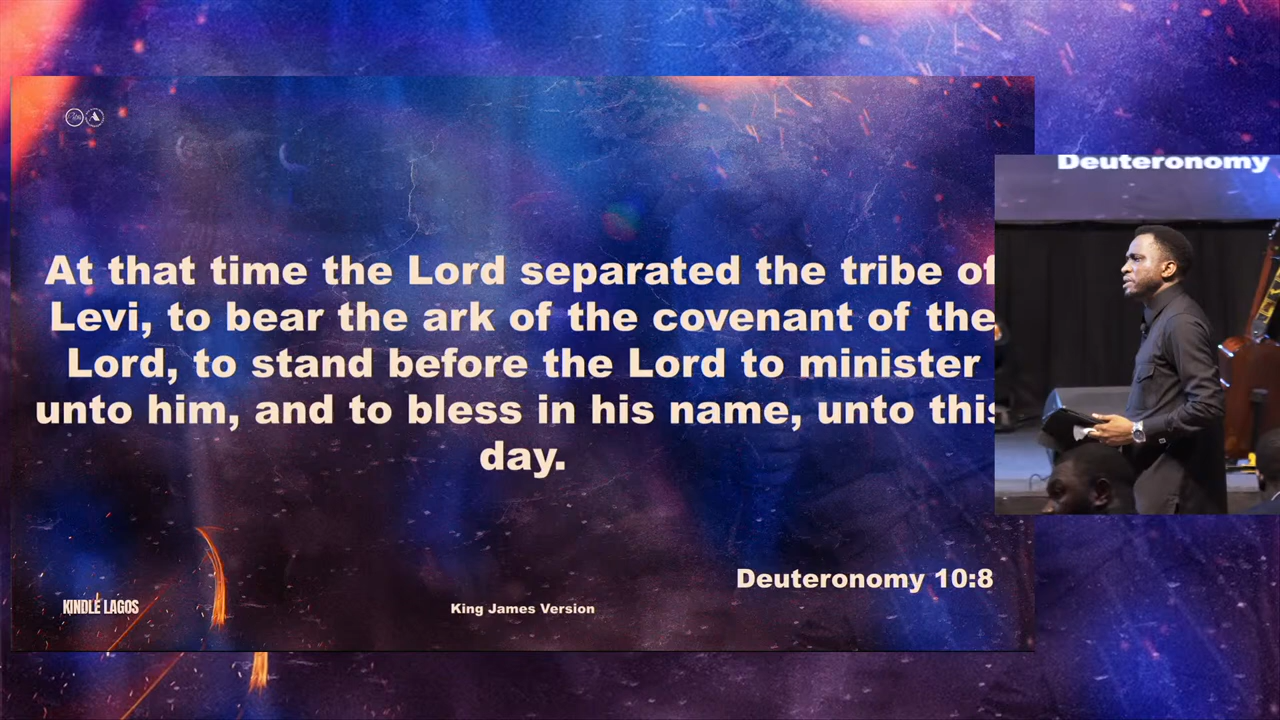 At that time the Lord separated the tribe of
Levi, to bear the ark of the covenant of the
Lord, to stand before the Lord to minister
unto him, and to bless in his name, unto this
day.
Deuteronomy 10:8
King James Version
KINDLE LAGOS
Deuteronomy